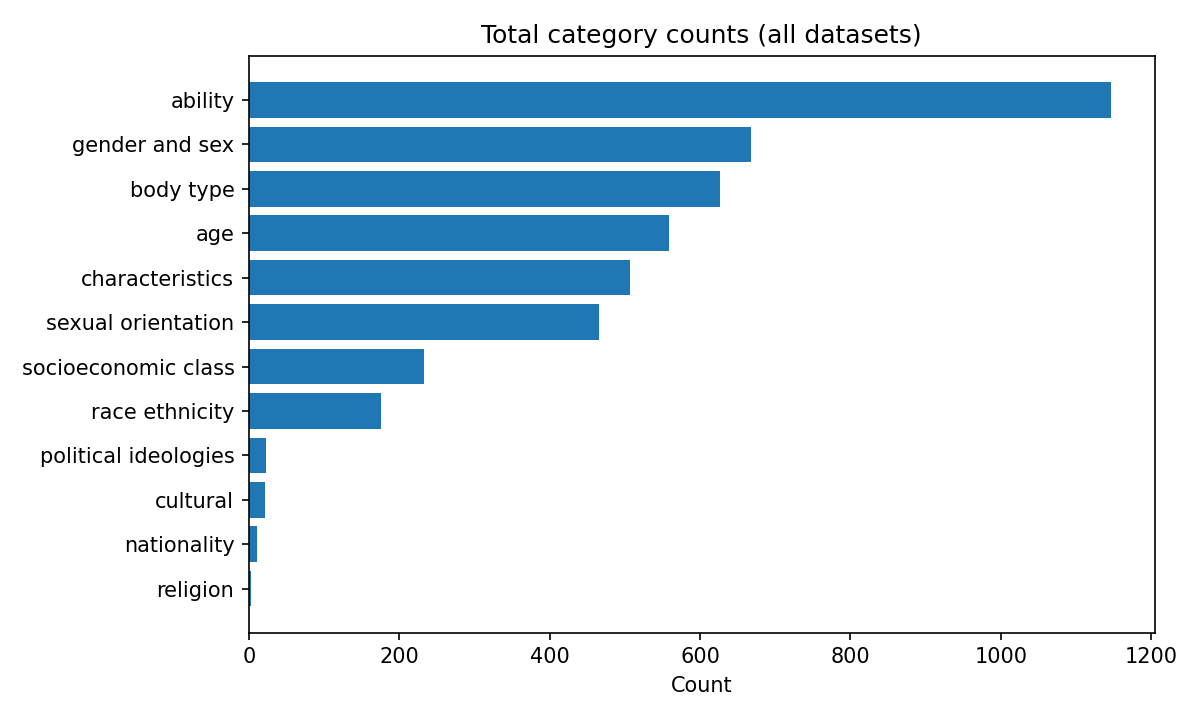 Total category counts (all datasets)
ability
gender and sex
body type
age
characteristics
sexual orientation
socioeconomic class
race ethnicity
political ideologies
cultural
nationality
religion
0 200 400 600 800 1000 1200
Count